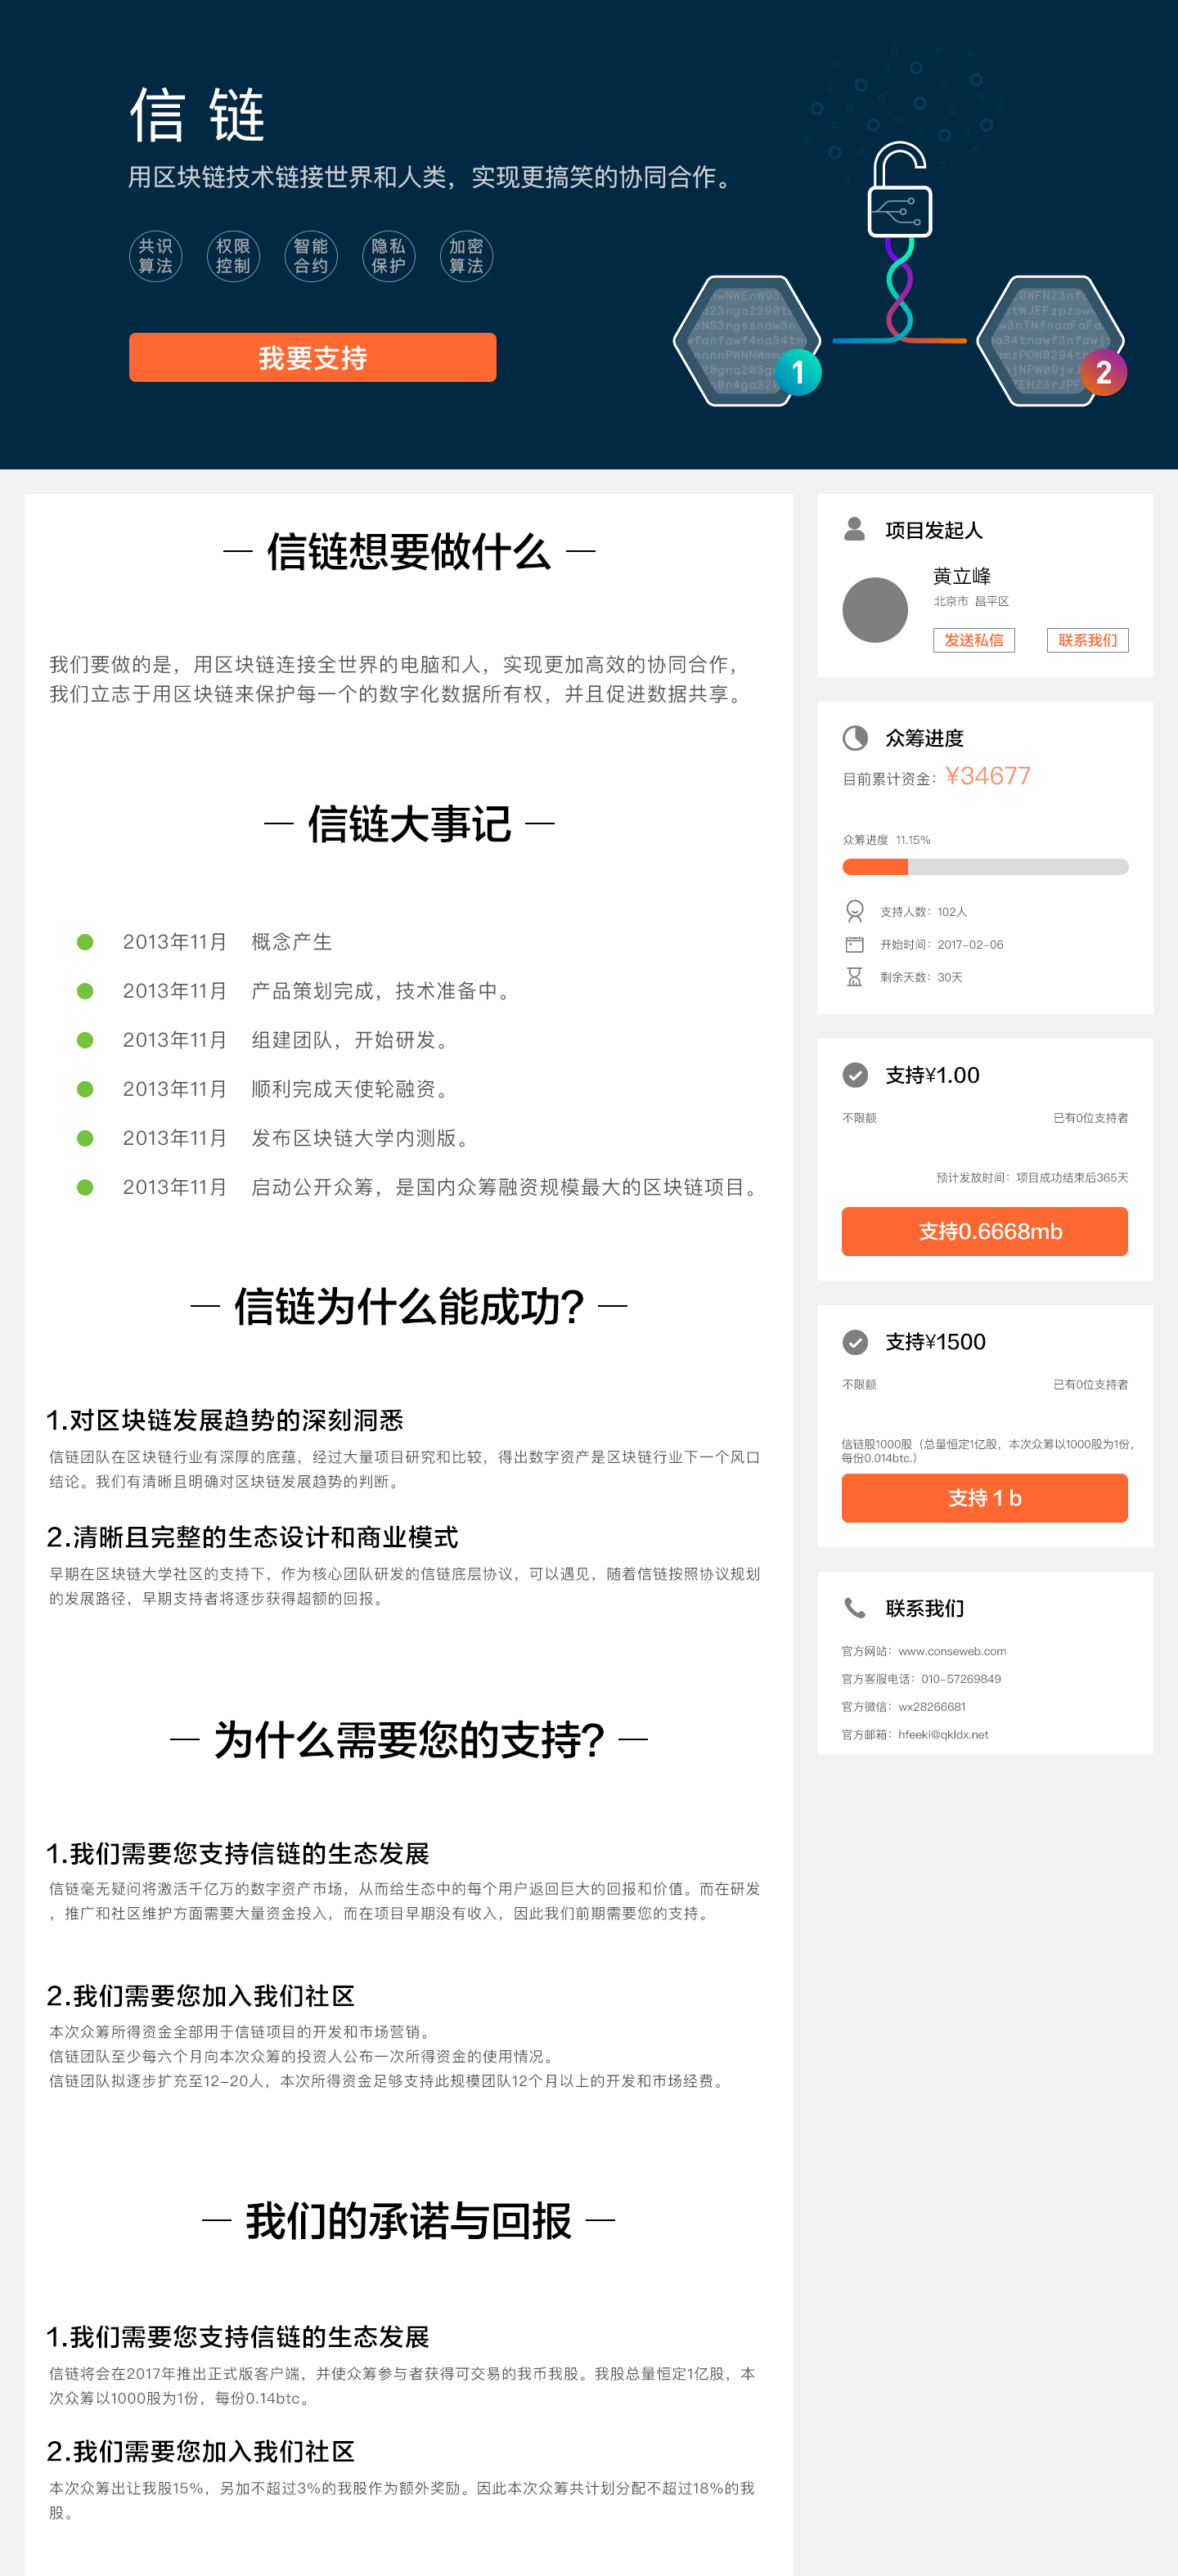 信 链
用区块链技术链接世界和人类，实现更搞笑的协同合作。
共识
算法
权限
控制
智能
合约
隐私
保护
加密
算法
我要支持
1
2
信链想要做什么
我们要做的是，用区块链连接全世界的电脑和人，实现更加高效的协同合作，
我们立志于用区块链来保护每一个的数字化数据所有权，并且促进数据共享。
信链大事记
2013年11月 概念产生
2013年11月 产品策划完成，技术准备中。
2013年11月 组建团队，开始研发。
2013年11月 顺利完成天使轮融资。
2013年11月 发布区块链大学内测版。
2013年11月 启动公开众筹，是国内众筹融资规模最大的区块链项目。
信链为什么能成功?
1.对区块链发展趋势的深刻洞悉
信链团队在区块链行业有深厚的底蕴，经过大量项目研究和比较，得出数字资产是区块链行业下一个风口
结论。我们有清晰且明确对区块链发展趋势的判断。
2.清晰且完整的生态设计和商业模式
早期在区块链大学社区的支持下，作为核心团队研发的信链底层协议，可以遇见，随着信链按照协议规划
的发展路径，早期支持者将逐步获得超额的回报。
为什么需要您的支持?
1.我们需要您支持信链的生态发展
信链毫无疑问将激活千亿万的数字资产市场，从而给生态中的每个用户返回巨大的回报和价值。而在研发
，推广和社区维护方面需要大量资金投入，而在项目早期没有收入，因此我们前期需要您的支持。
2.我们需要您加入我们社区
本次众筹所得资金全部用于信链项目的开发和市场营销。
信链团队至少每六个月向本次众筹的投资人公布一次所得资金的使用情况。
信链团队拟逐步扩充至12-20人，本次所得资金足够支持此规模团队12个月以上的开发和市场经费。
我们的承诺与回报
1.我们需要您支持信链的生态发展
信链将会在2017年推出正式版客户端，并使众筹参与者获得可交易的我币我股。我股总量恒定1亿股，本
次众筹以1000股为1份，每份0.14btc。
2.我们需要您加入我们社区
本次众筹出让我股15%，另加不超过3%的我股作为额外奖励。因此本次众筹共计划分配不超过18%的我
股。
项目发起人
黄立峰
北京市 昌平区
发送私信
联系我们
众筹进度
目前累计资金：¥34677
众筹进度 11.15%
支持人数：102人
开始时间：2017-02-06
剩余天数：30天
支持¥1.00
不限额 已有0位支持者
预计发放时间：项目成功结束后365天
支持0.6668mb
支持¥1500
不限额 已有0位支持者
信链股1000股（总量恒定1亿股，本次众筹以1000股为1份，
每份0.014btc.）
支持 1 b
联系我们
官方网站：www.conseweb.com
官方客服电话：010-57269849
官方微信：wx28266681
官方邮箱：hfeeki@qkldx.net